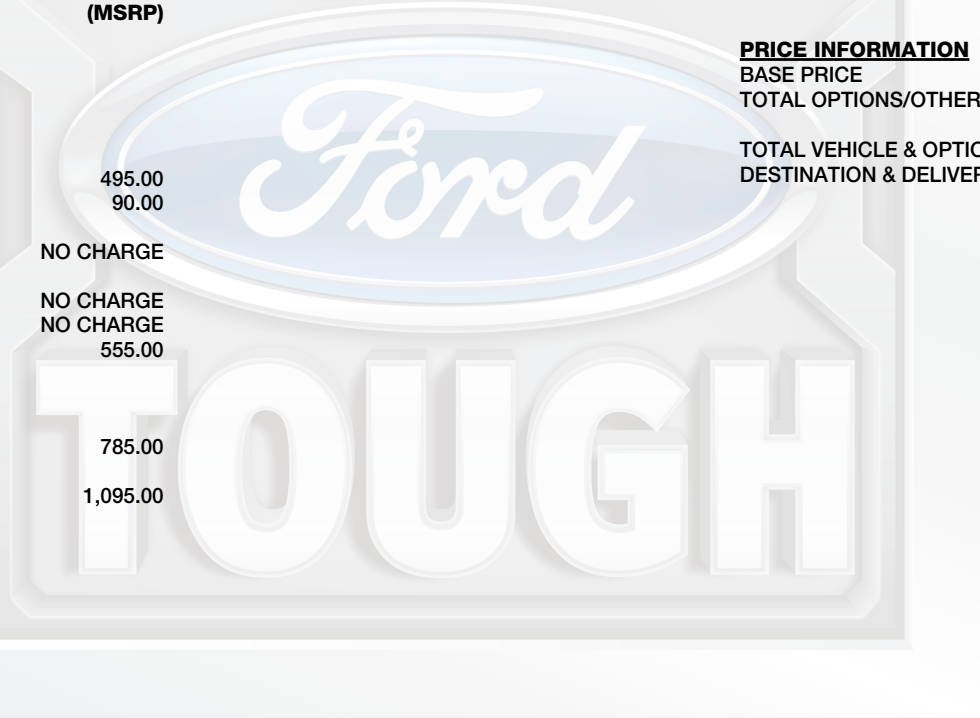 (MSRP)
495.00
90.00
NO CHARGE
NO CHARGE
NO CHARGE
555.00
785.00
1,095.00
PRICE INFORMATION
BASE PRICE
TOTAL OPTIONS/OTHER
TOTAL VEHICLE & OPTIO
DESTINATION & DELIVER
Ford
TOUGH